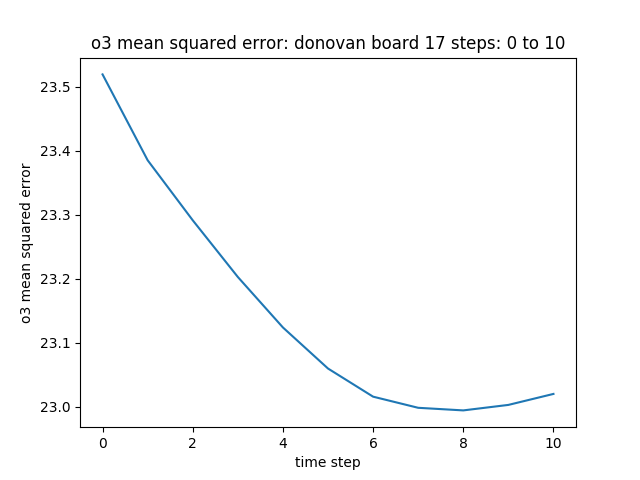 o3 mean squared error: donovan board 17 steps: 0 to 10
23.5
23.4
23.3
23.2
23.1
23.0
o3 mean squared error
0 2 4 6 8 10
time step